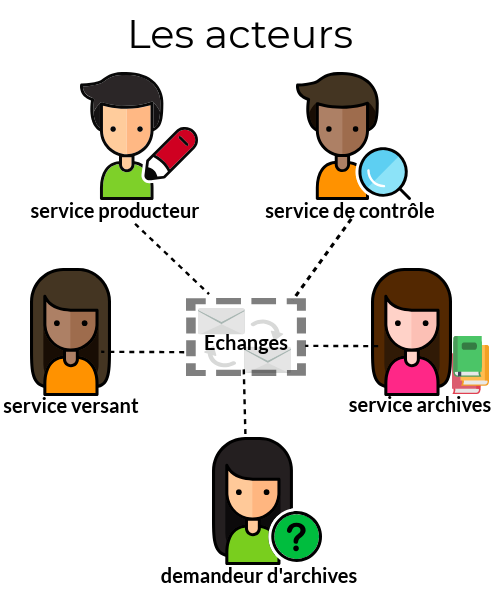 Les acteurs
service producteur
service de contrôle
Echanges
service versant
service archives
?
demandeur d'archives